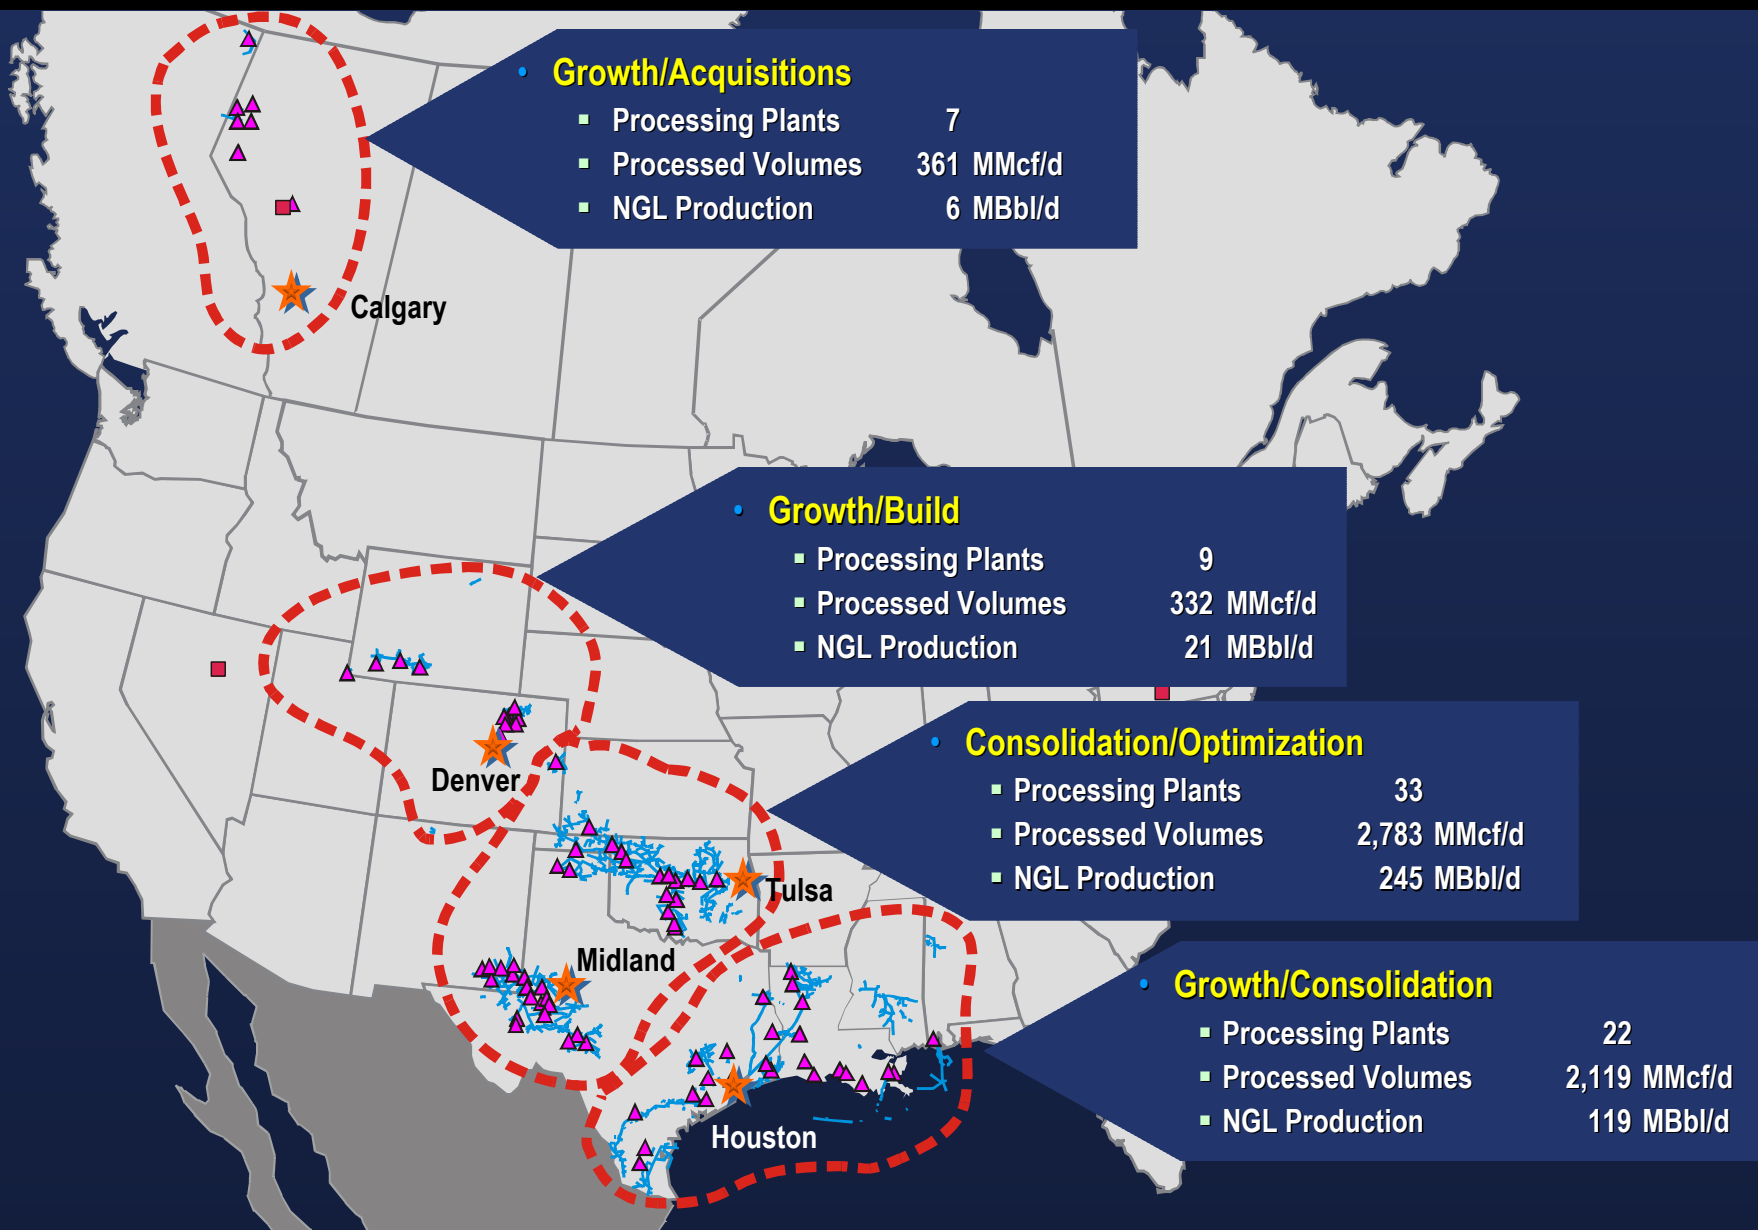 • Growth/Acquisitions
▪ Processing Plants 7
▪ Processed Volumes 361 MMcf/d
▪ NGL Production 6 MBbl/d
Calgary
• Growth/Build
▪ Processing Plants 9
▪ Processed Volumes 332 MMcf/d
▪ NGL Production 21 MBbl/d
Denver
• Consolidation/Optimization
▪ Processing Plants 33
▪ Processed Volumes 2,783 MMcf/d
▪ NGL Production 245 MBbl/d
Tulsa
Midland
• Growth/Consolidation
▪ Processing Plants 22
▪ Processed Volumes 2,119 MMcf/d
▪ NGL Production 119 MBbl/d
Houston